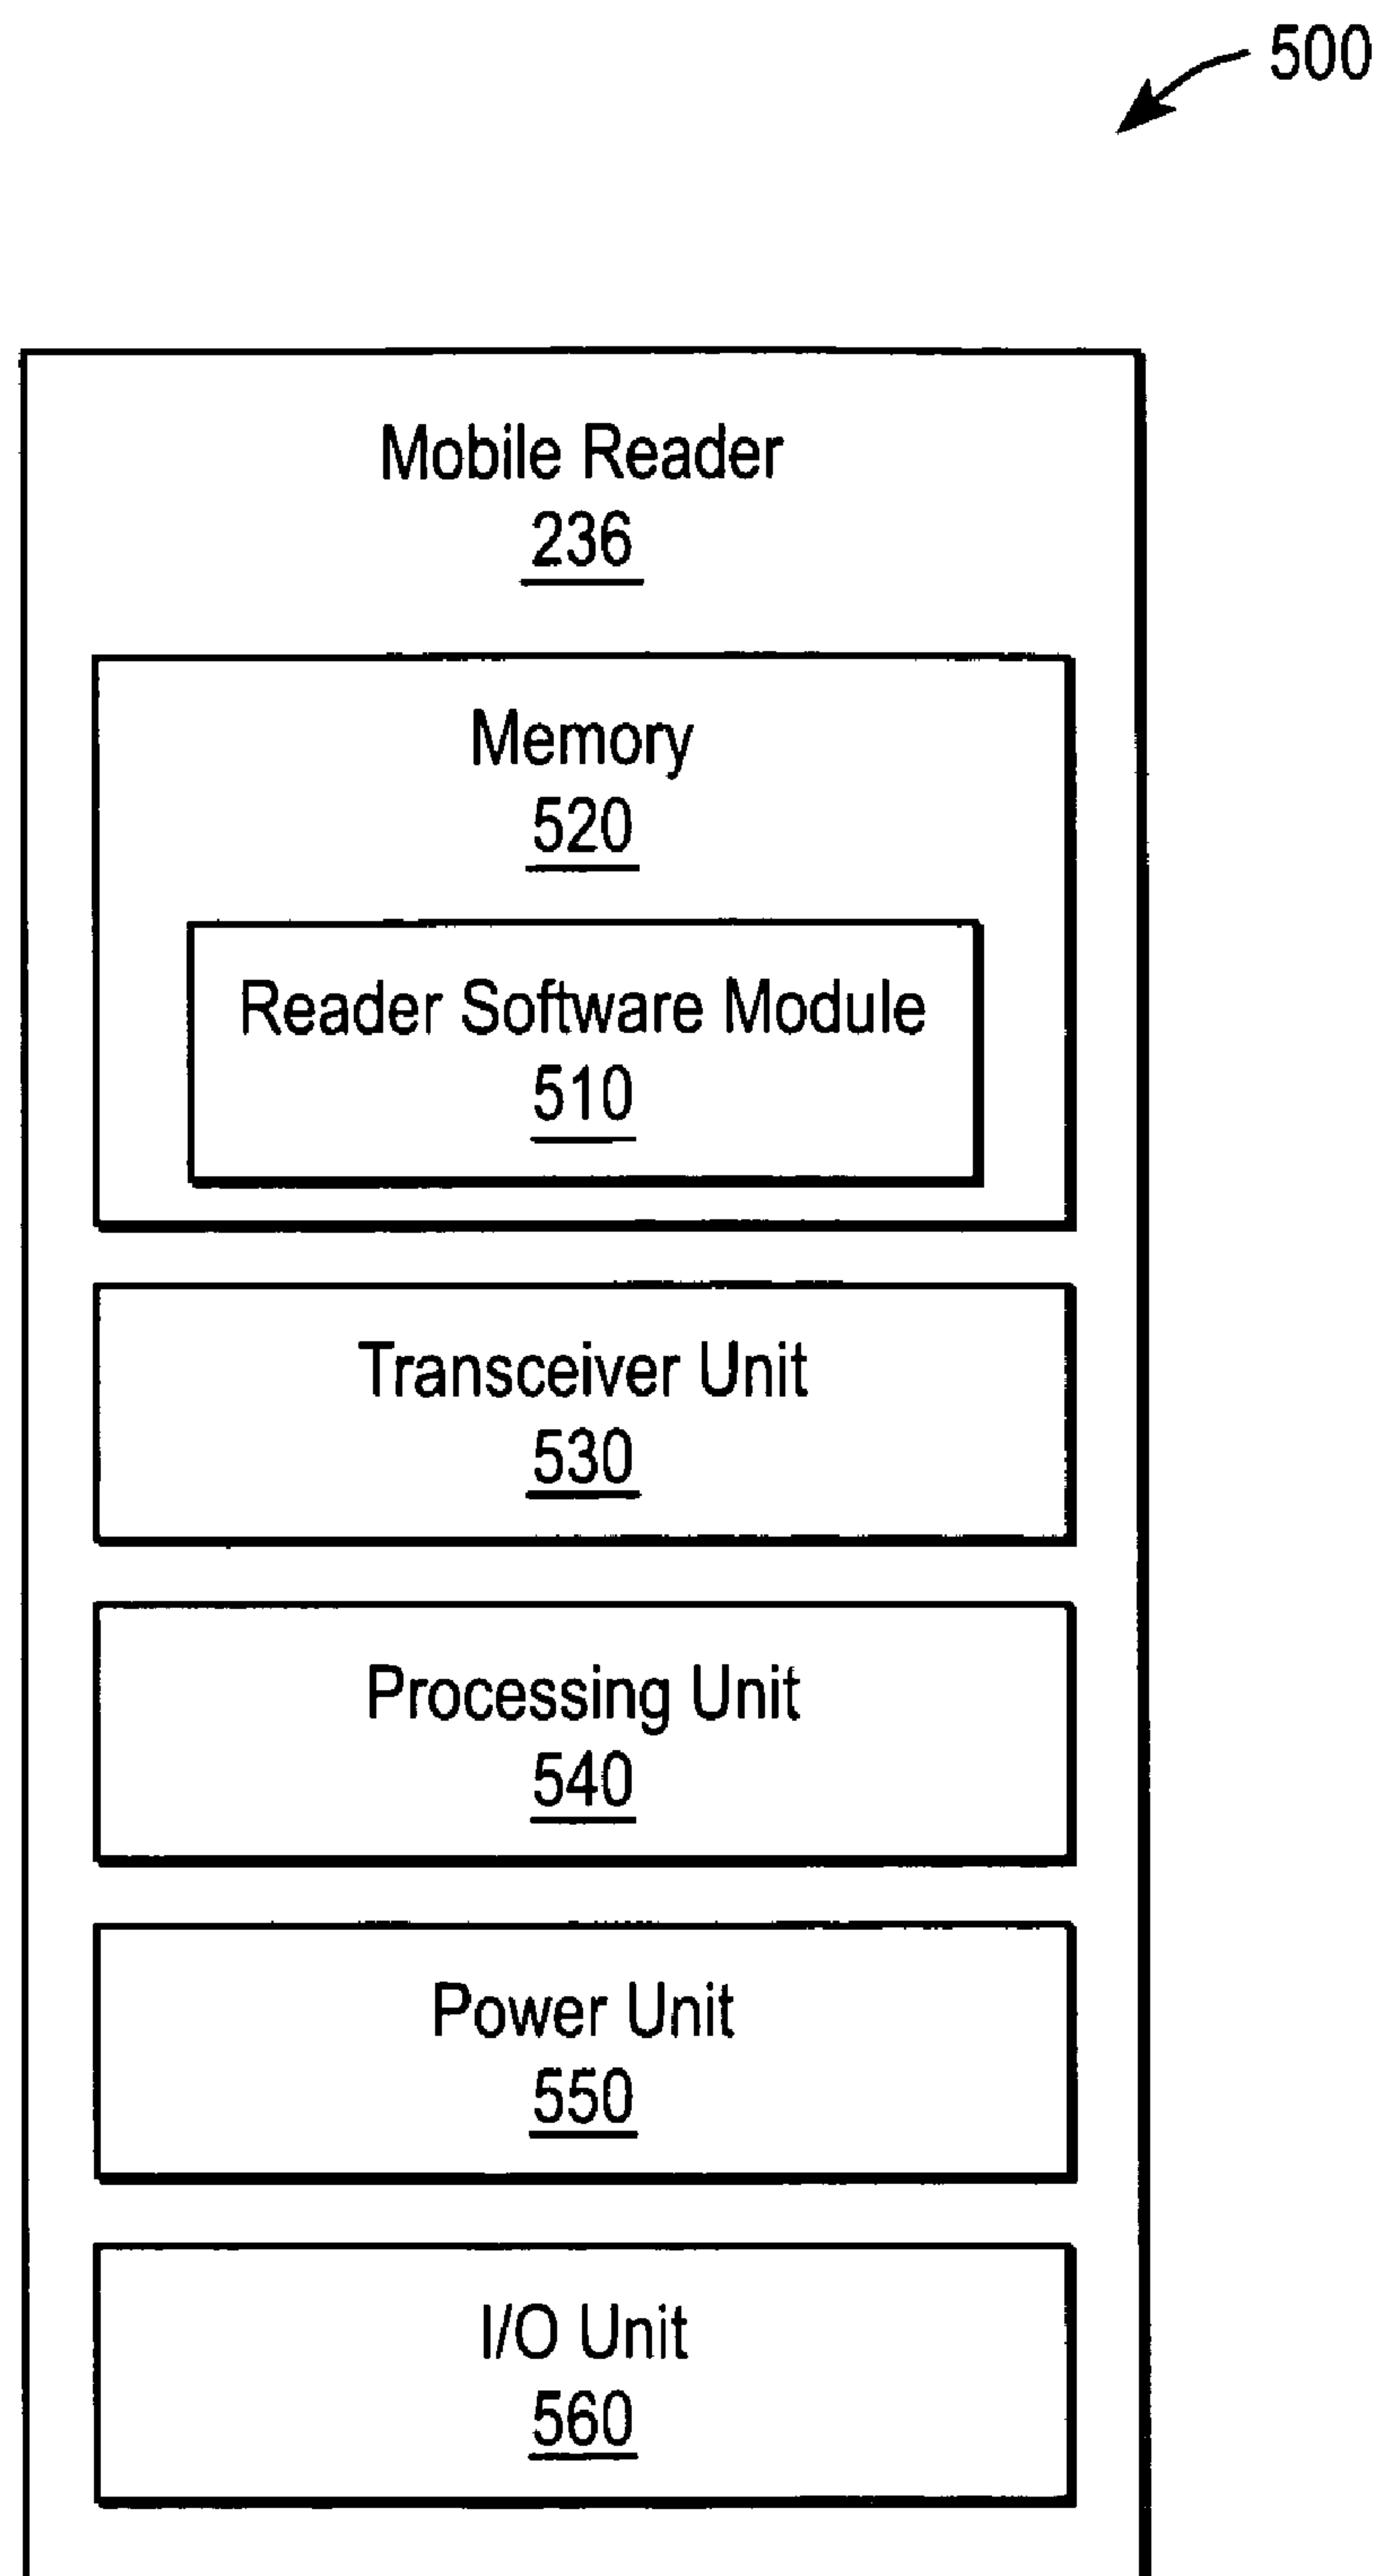 500
Mobile Reader
236
Memory
520
Reader Software Module
510
Transceiver Unit
530
Processing Unit
540
Power Unit
550
I/O Unit
560